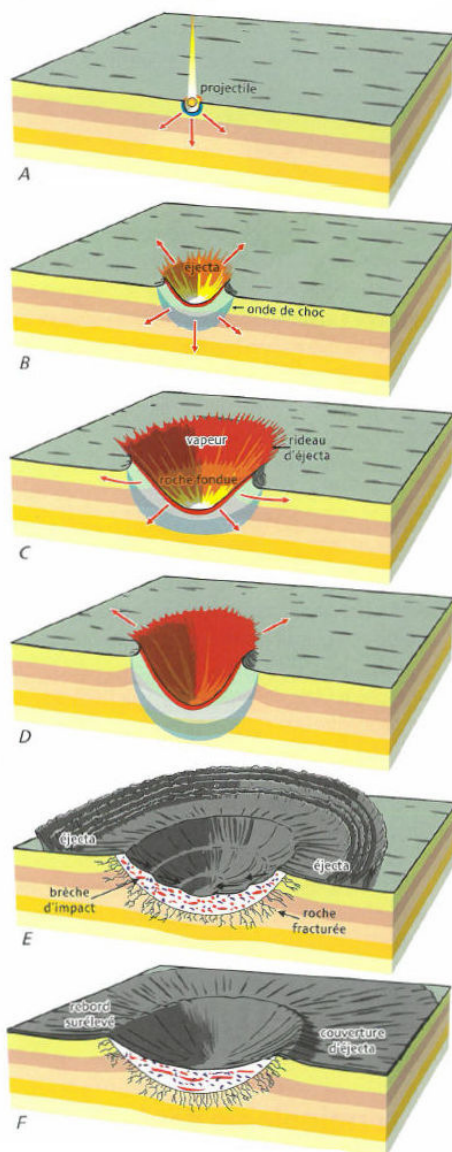 projectile
A
éjecta
onde de choc
B
vapeur
rideau
d'éjecta
roche fondue
C
D
éjecta
éjecta
brèche
d'impact
roche
fracturée
E
rebord
surélevé
couverture
d'éjecta
F